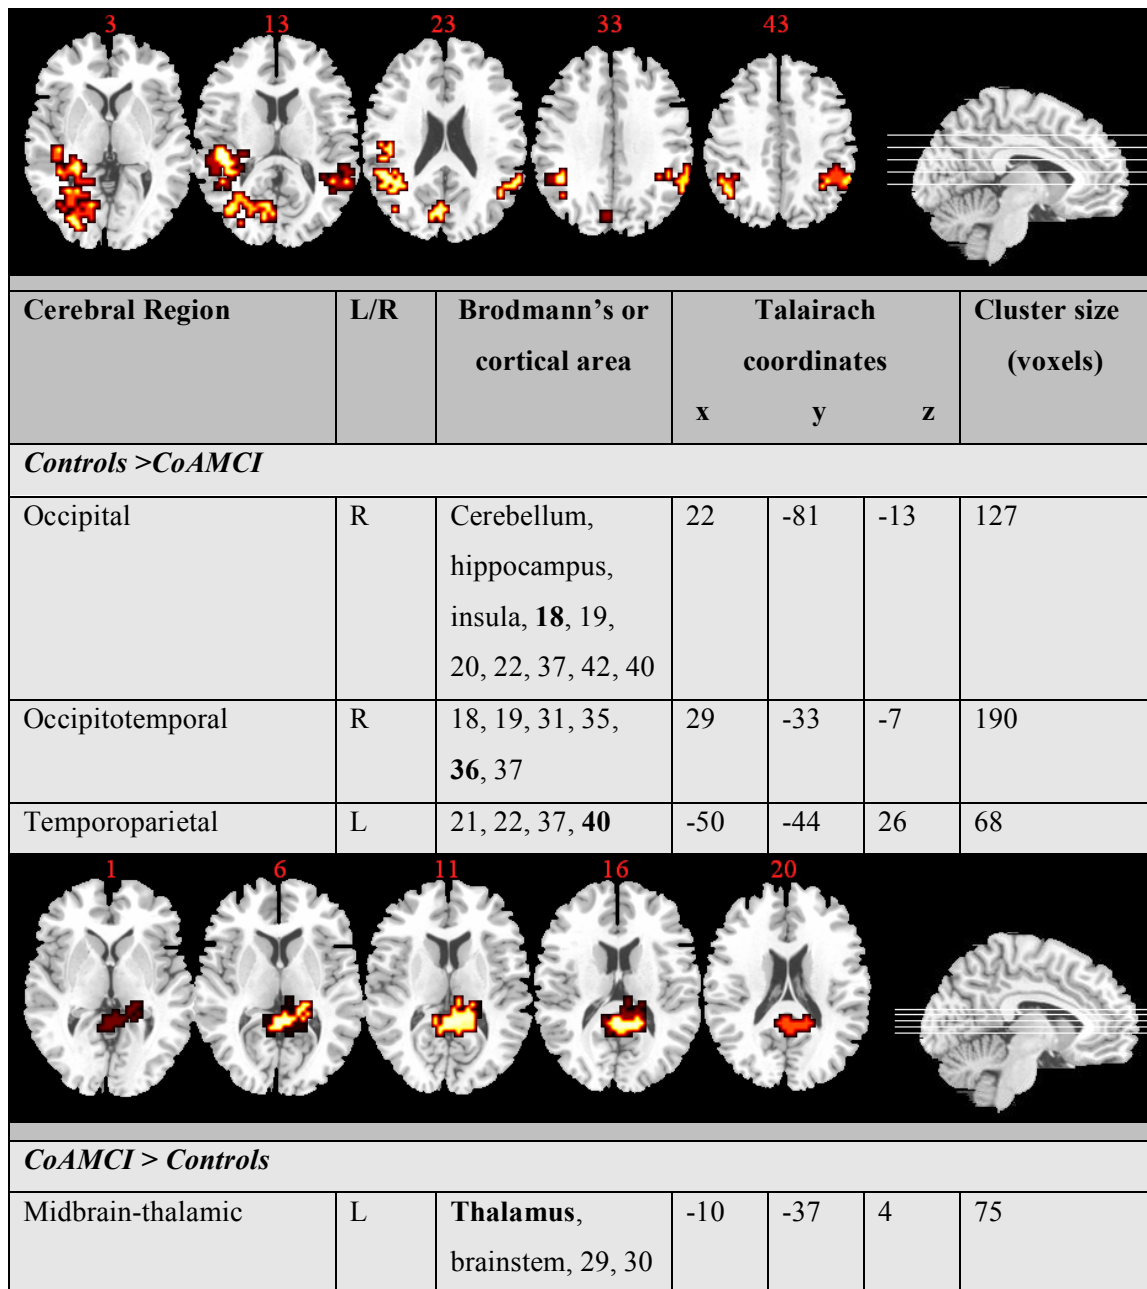 3 13 23 33 43
Cerebral Region L/R Brodmann's or Talairach Cluster size
cortical area coordinates (voxels)
x y z
Controls >CoAMCI
Occipital R Cerebellum, 22 -81 -13 127
hippocampus,
insula, 18, 19,
20, 22, 37, 42, 40
Occipitotemporal R 18, 19, 31, 35, 29 -33 -7 190
36, 37
Temporoparietal L 21, 22, 37, 40 -50 -44 26 68
1 6 11 16 20
CoAMCI > Controls
Midbrain-thalamic L Thalamus, -10 -37 4 75
brainstem, 29, 30